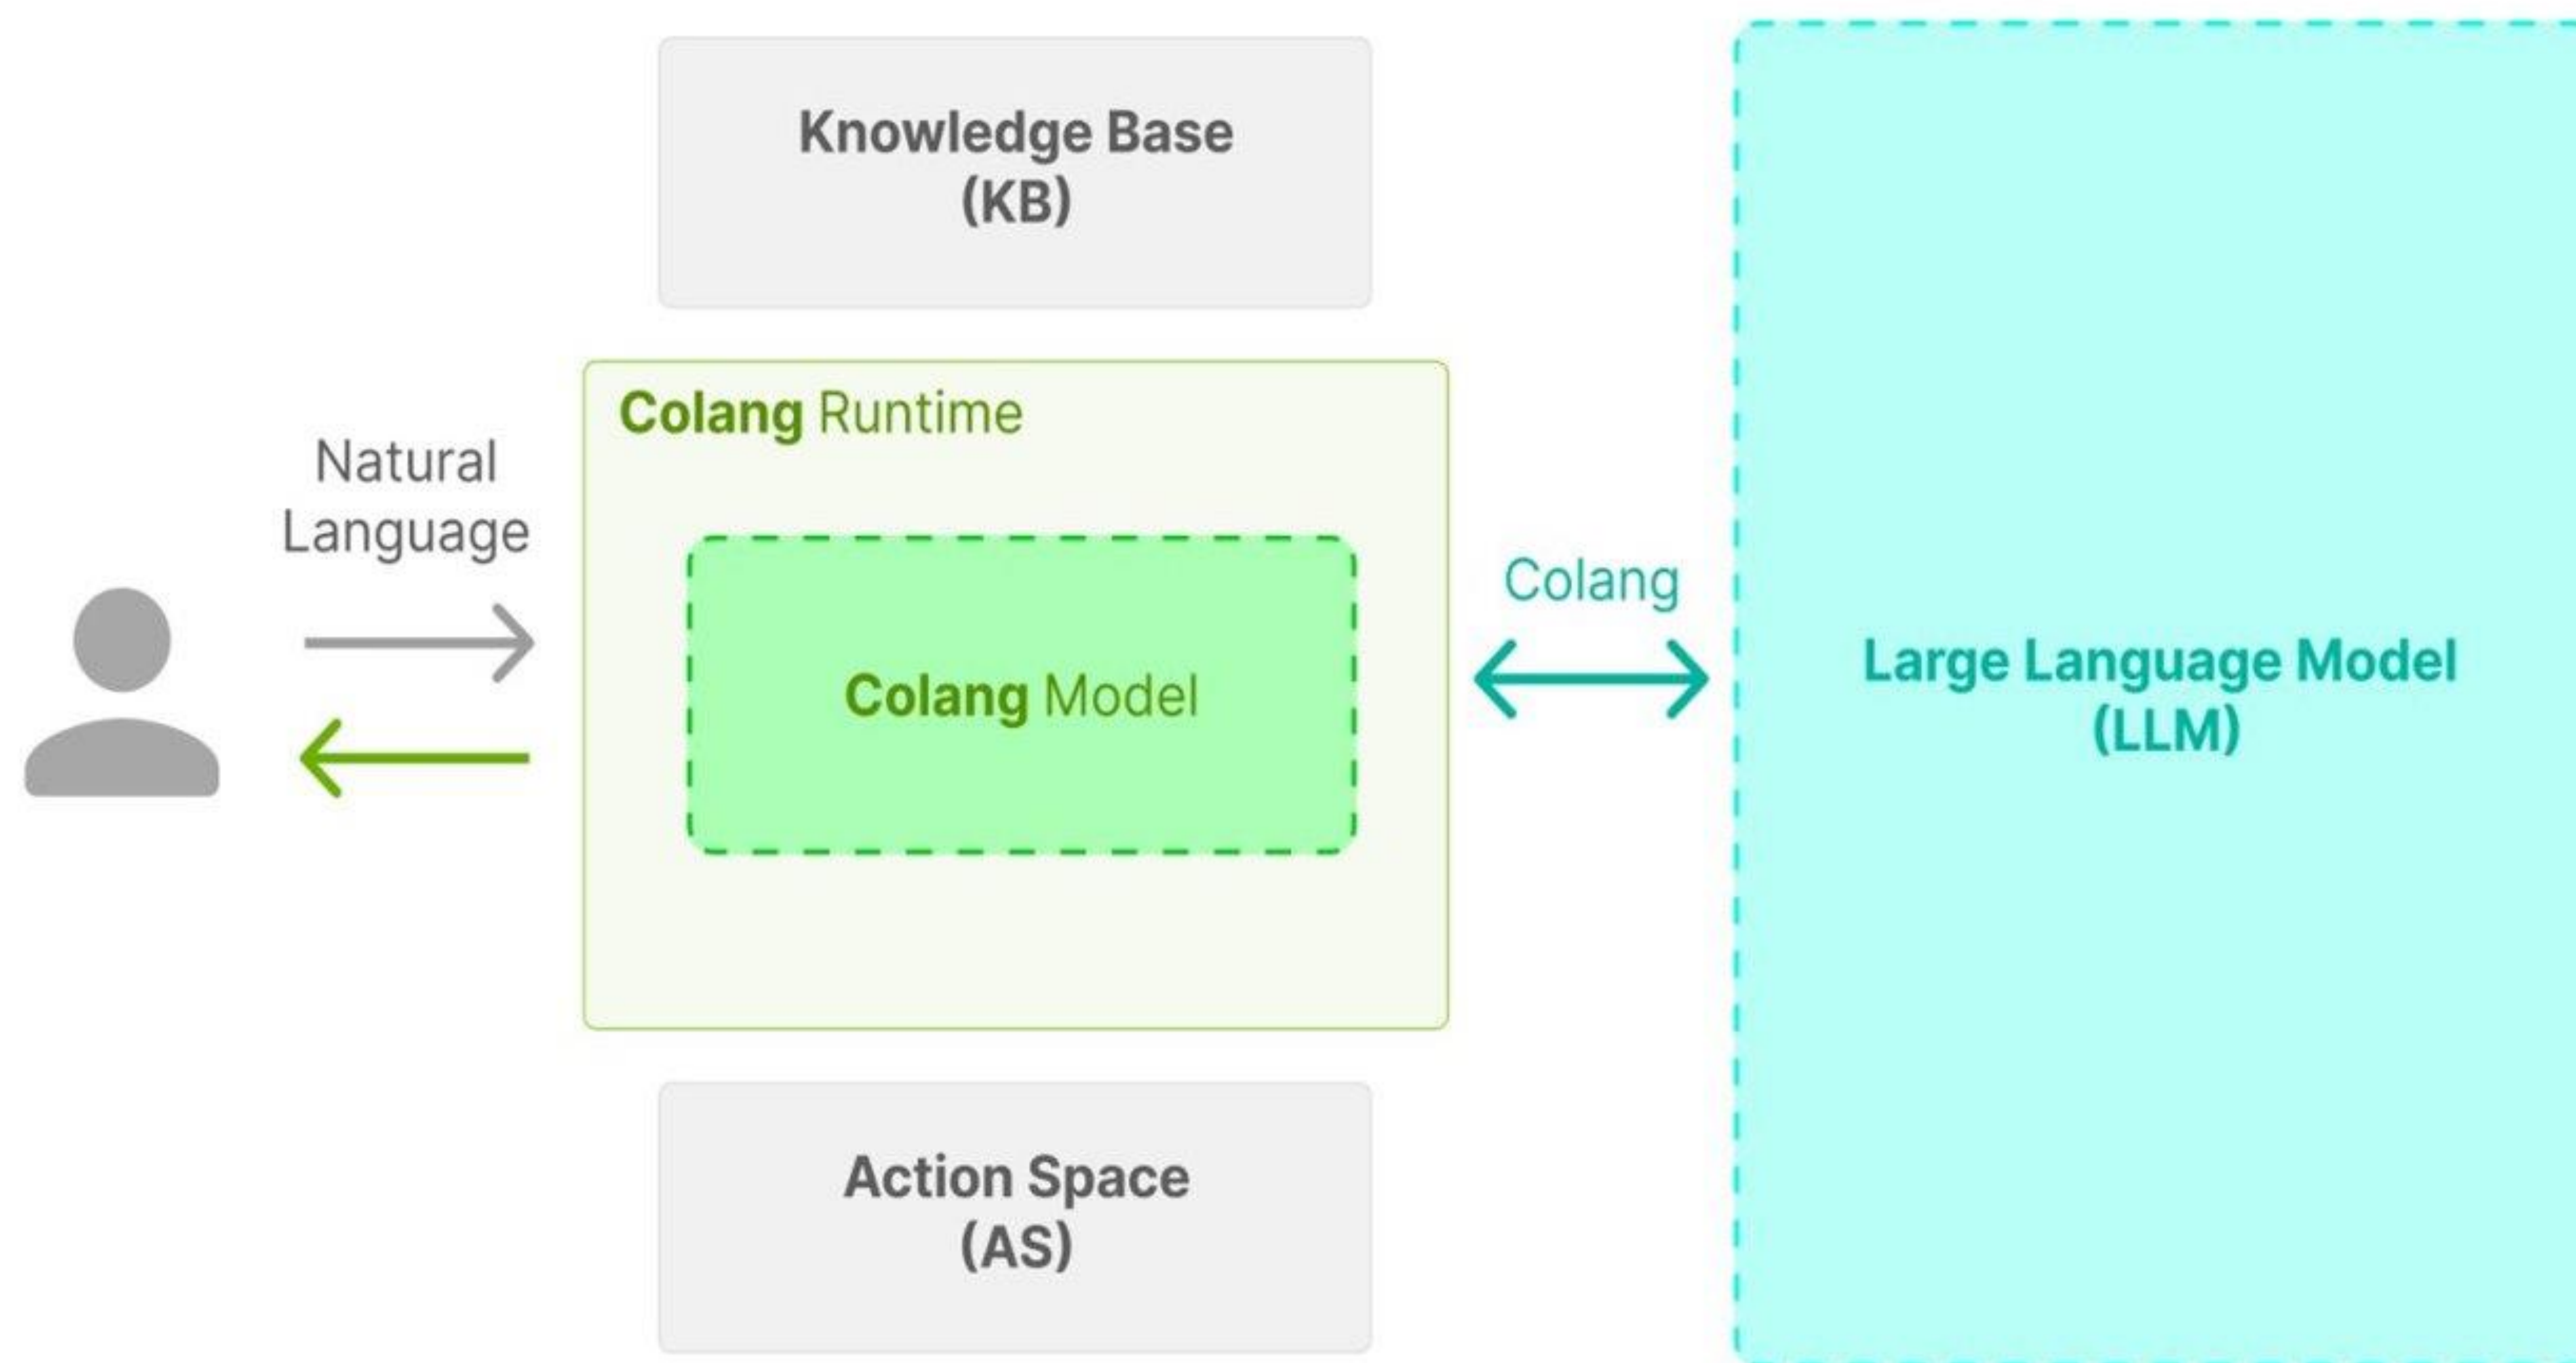 Knowledge Base
(KB)
Colang Runtime
Natural
Language
Colang Model
Colang
Large Language Model
(LLM)
Action Space
(AS)